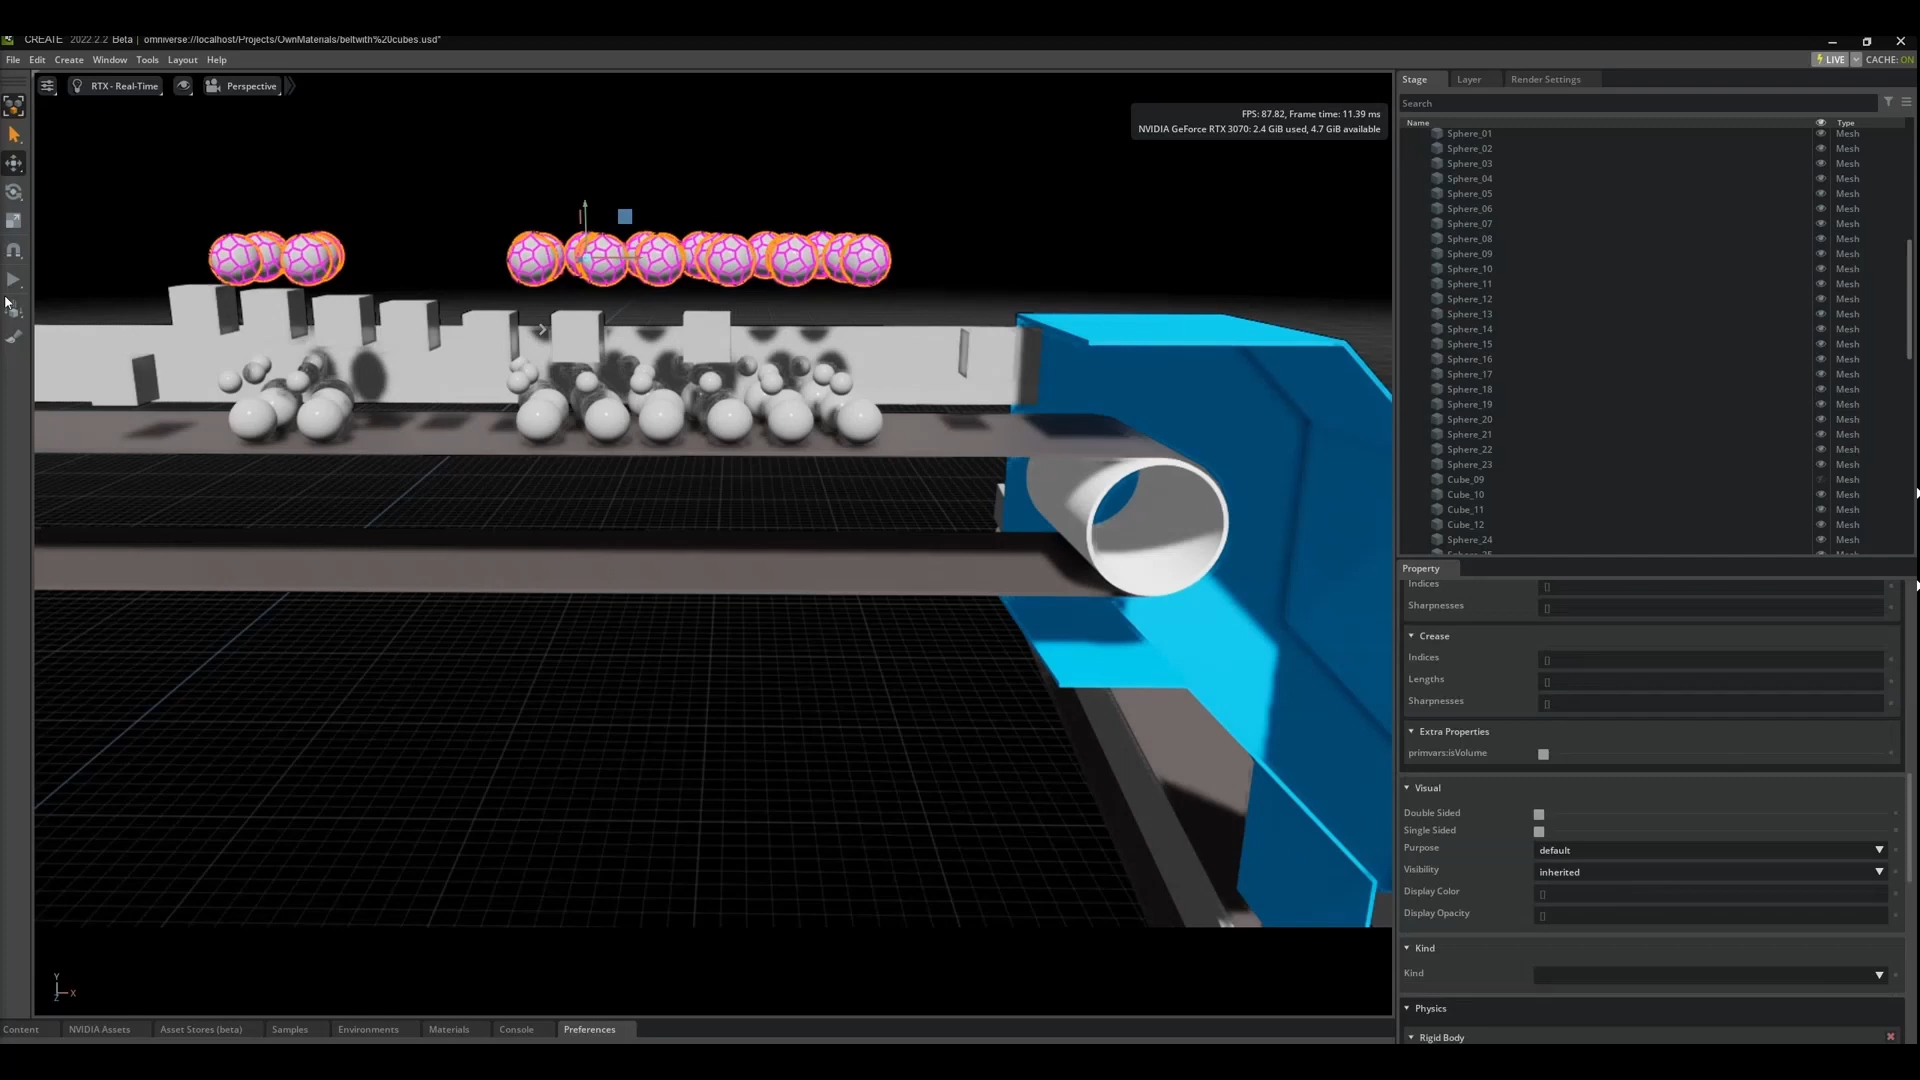 CREATE 2022.2.2 Beta | omniverse://localhost/Projects/OwnMaterials/beltwith%20cubes.usd*
File Edit Create Window Tools Layout Help
LIVE CACHE: ON
RTX - Real-Time Perspective
FPS: 87.82, Frame time: 11.39 ms
NVIDIA GeForce RTX 3070: 2.4 GiB used, 4.7 GiB available
Y
Z X
Stage Layer Render Settings
Search
Name Type
Sphere_01 Mesh
Sphere_02 Mesh
Sphere_03 Mesh
Sphere_04 Mesh
Sphere_05 Mesh
Sphere_06 Mesh
Sphere_07 Mesh
Sphere_08 Mesh
Sphere_09 Mesh
Sphere_10 Mesh
Sphere_11 Mesh
Sphere_12 Mesh
Sphere_13 Mesh
Sphere_14 Mesh
Sphere_15 Mesh
Sphere_16 Mesh
Sphere_17 Mesh
Sphere_18 Mesh
Sphere_19 Mesh
Sphere_20 Mesh
Sphere_21 Mesh
Sphere_22 Mesh
Sphere_23 Mesh
Cube_09 Mesh
Cube_10 Mesh
Cube_11 Mesh
Cube_12 Mesh
Sphere_24 Mesh
Property
Indices []
Sharpnesses []
Crease
Indices []
Lengths []
Sharpnesses []
Extra Properties
primvars:isVolume
Visual
Double Sided
Single Sided
Purpose default
Visibility inherited
Display Color []
Display Opacity []
Kind
Kind
Physics
Rigid Body
Content NVIDIA Assets Asset Stores (beta) Samples Environments Materials Console Preferences